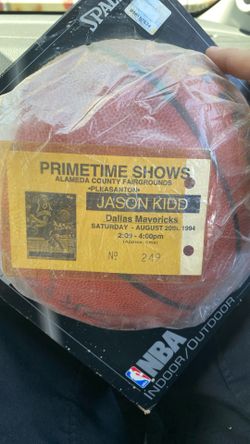 SPALDING
PRIMETIME SHOWS
ALAMEDA COUNTY FAIRGROUNDS
•PLEASANTON•
JASON KIDD
Dallas Mavericks
SATURDAY - AUGUST 20th, 1994
2:00 - 4:00pm
Nº 249
NBA
INDOOR/OUTDOOR